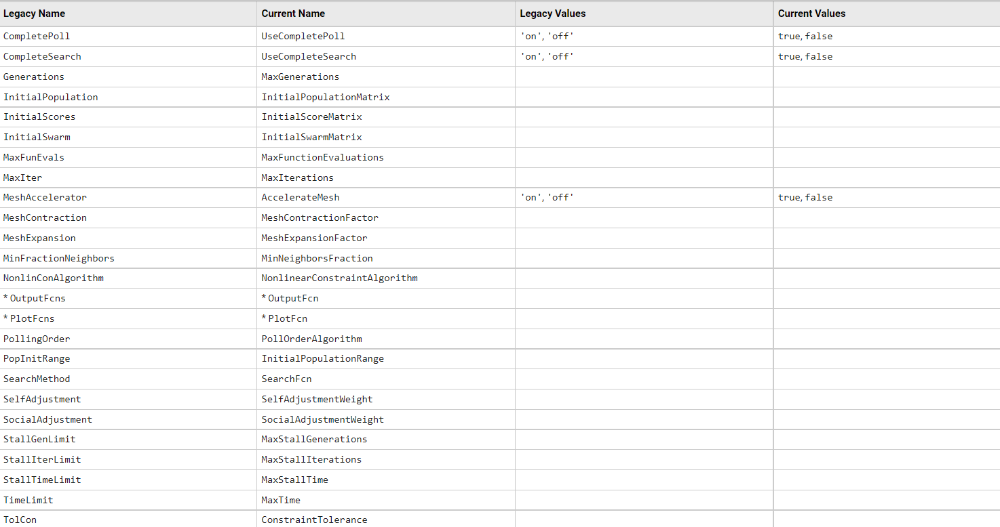 Legacy Name Current Name Legacy Values Current Values
CompletePoll UseCompletePoll 'on', 'off' true, false
CompleteSearch UseCompleteSearch 'on', 'off' true, false
Generations MaxGenerations
InitialPopulation InitialPopulationMatrix
InitialScores InitialScoreMatrix
InitialSwarm InitialSwarmMatrix
MaxFunEvals MaxFunctionEvaluations
MaxIter MaxIterations
MeshAccelerator AccelerateMesh 'on', 'off' true, false
MeshContraction MeshContractionFactor
MeshExpansion MeshExpansionFactor
MinFractionNeighbors MinNeighborsFraction
NonlinConAlgorithm NonlinearConstraintAlgorithm
* OutputFcns * OutputFcn
* PlotFcns * PlotFcn
PollingOrder PollOrderAlgorithm
PopInitRange InitialPopulationRange
SearchMethod SearchFcn
SelfAdjustment SelfAdjustmentWeight
SocialAdjustment SocialAdjustmentWeight
StallGenLimit MaxStallGenerations
StallIterLimit MaxStallIterations
StallTimeLimit MaxStallTime
TimeLimit MaxTime
TolCon ConstraintTolerance